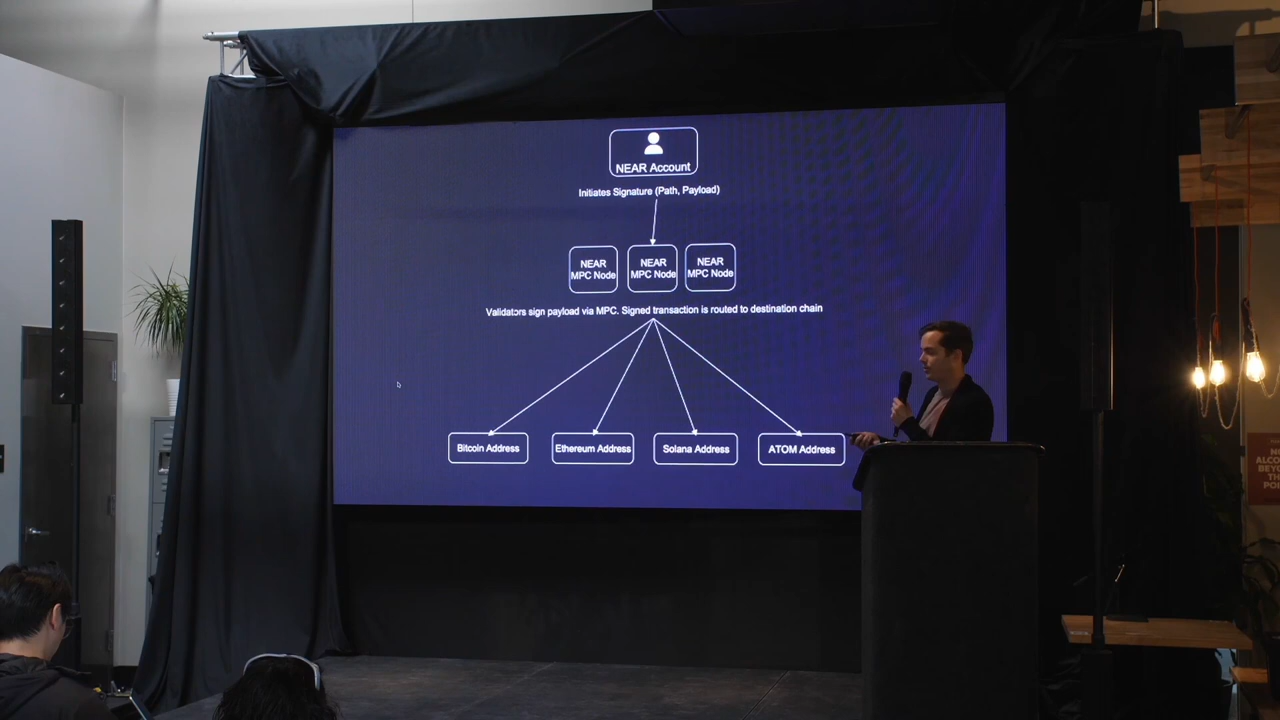 NEAR Account
Initiates Signature (Path, Payload)
NEAR
MPC Node
NEAR
MPC Node
NEAR
MPC Node
Validators sign payload via MPC. Signed transaction is routed to destination chain
Bitcoin Address
Ethereum Address
Solana Address
ATOM Address